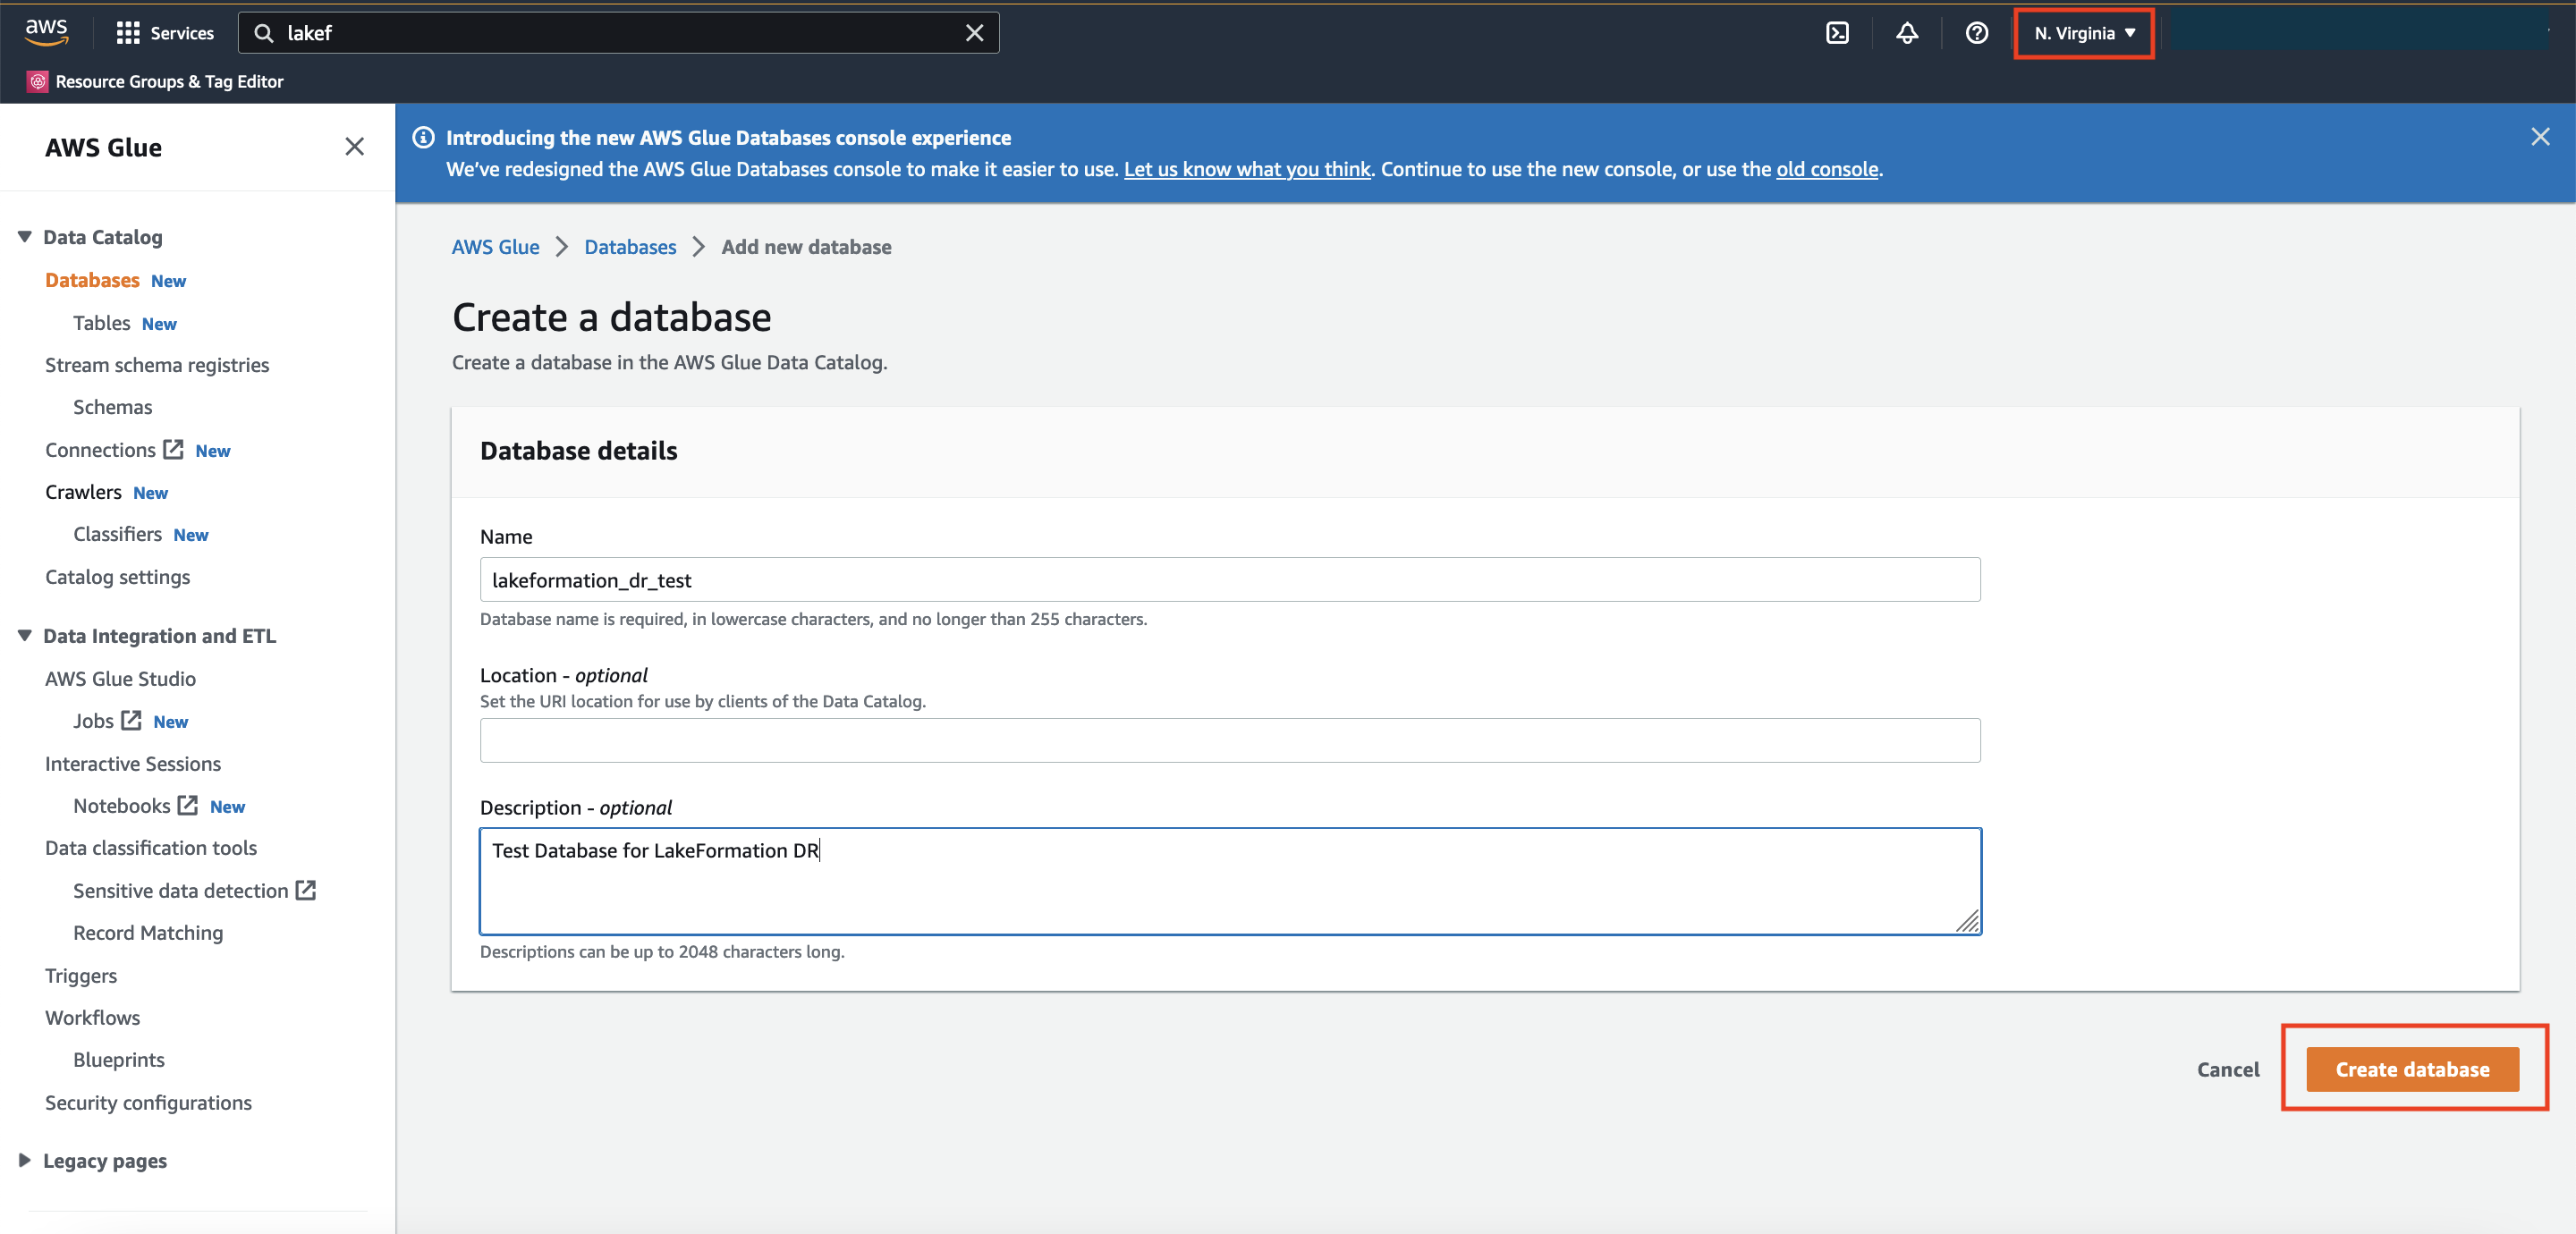 aws
Services
lakef
N. Virginia
Resource Groups & Tag Editor
AWS Glue
Data Catalog
Databases New
Tables New
Stream schema registries
Schemas
Connections New
Crawlers New
Classifiers New
Catalog settings
Data Integration and ETL
AWS Glue Studio
Jobs New
Interactive Sessions
Notebooks New
Data classification tools
Sensitive data detection
Record Matching
Triggers
Workflows
Blueprints
Security configurations
Legacy pages
Introducing the new AWS Glue Databases console experience
We've redesigned the AWS Glue Databases console to make it easier to use. Let us know what you think. Continue to use the new console, or use the old console.
AWS Glue > Databases > Add new database
Create a database
Create a database in the AWS Glue Data Catalog.
Database details
Name
lakeformation_dr_test
Database name is required, in lowercase characters, and no longer than 255 characters.
Location - optional
Set the URI location for use by clients of the Data Catalog.
Description - optional
Test Database for LakeFormation DR
Descriptions can be up to 2048 characters long.
Cancel
Create database